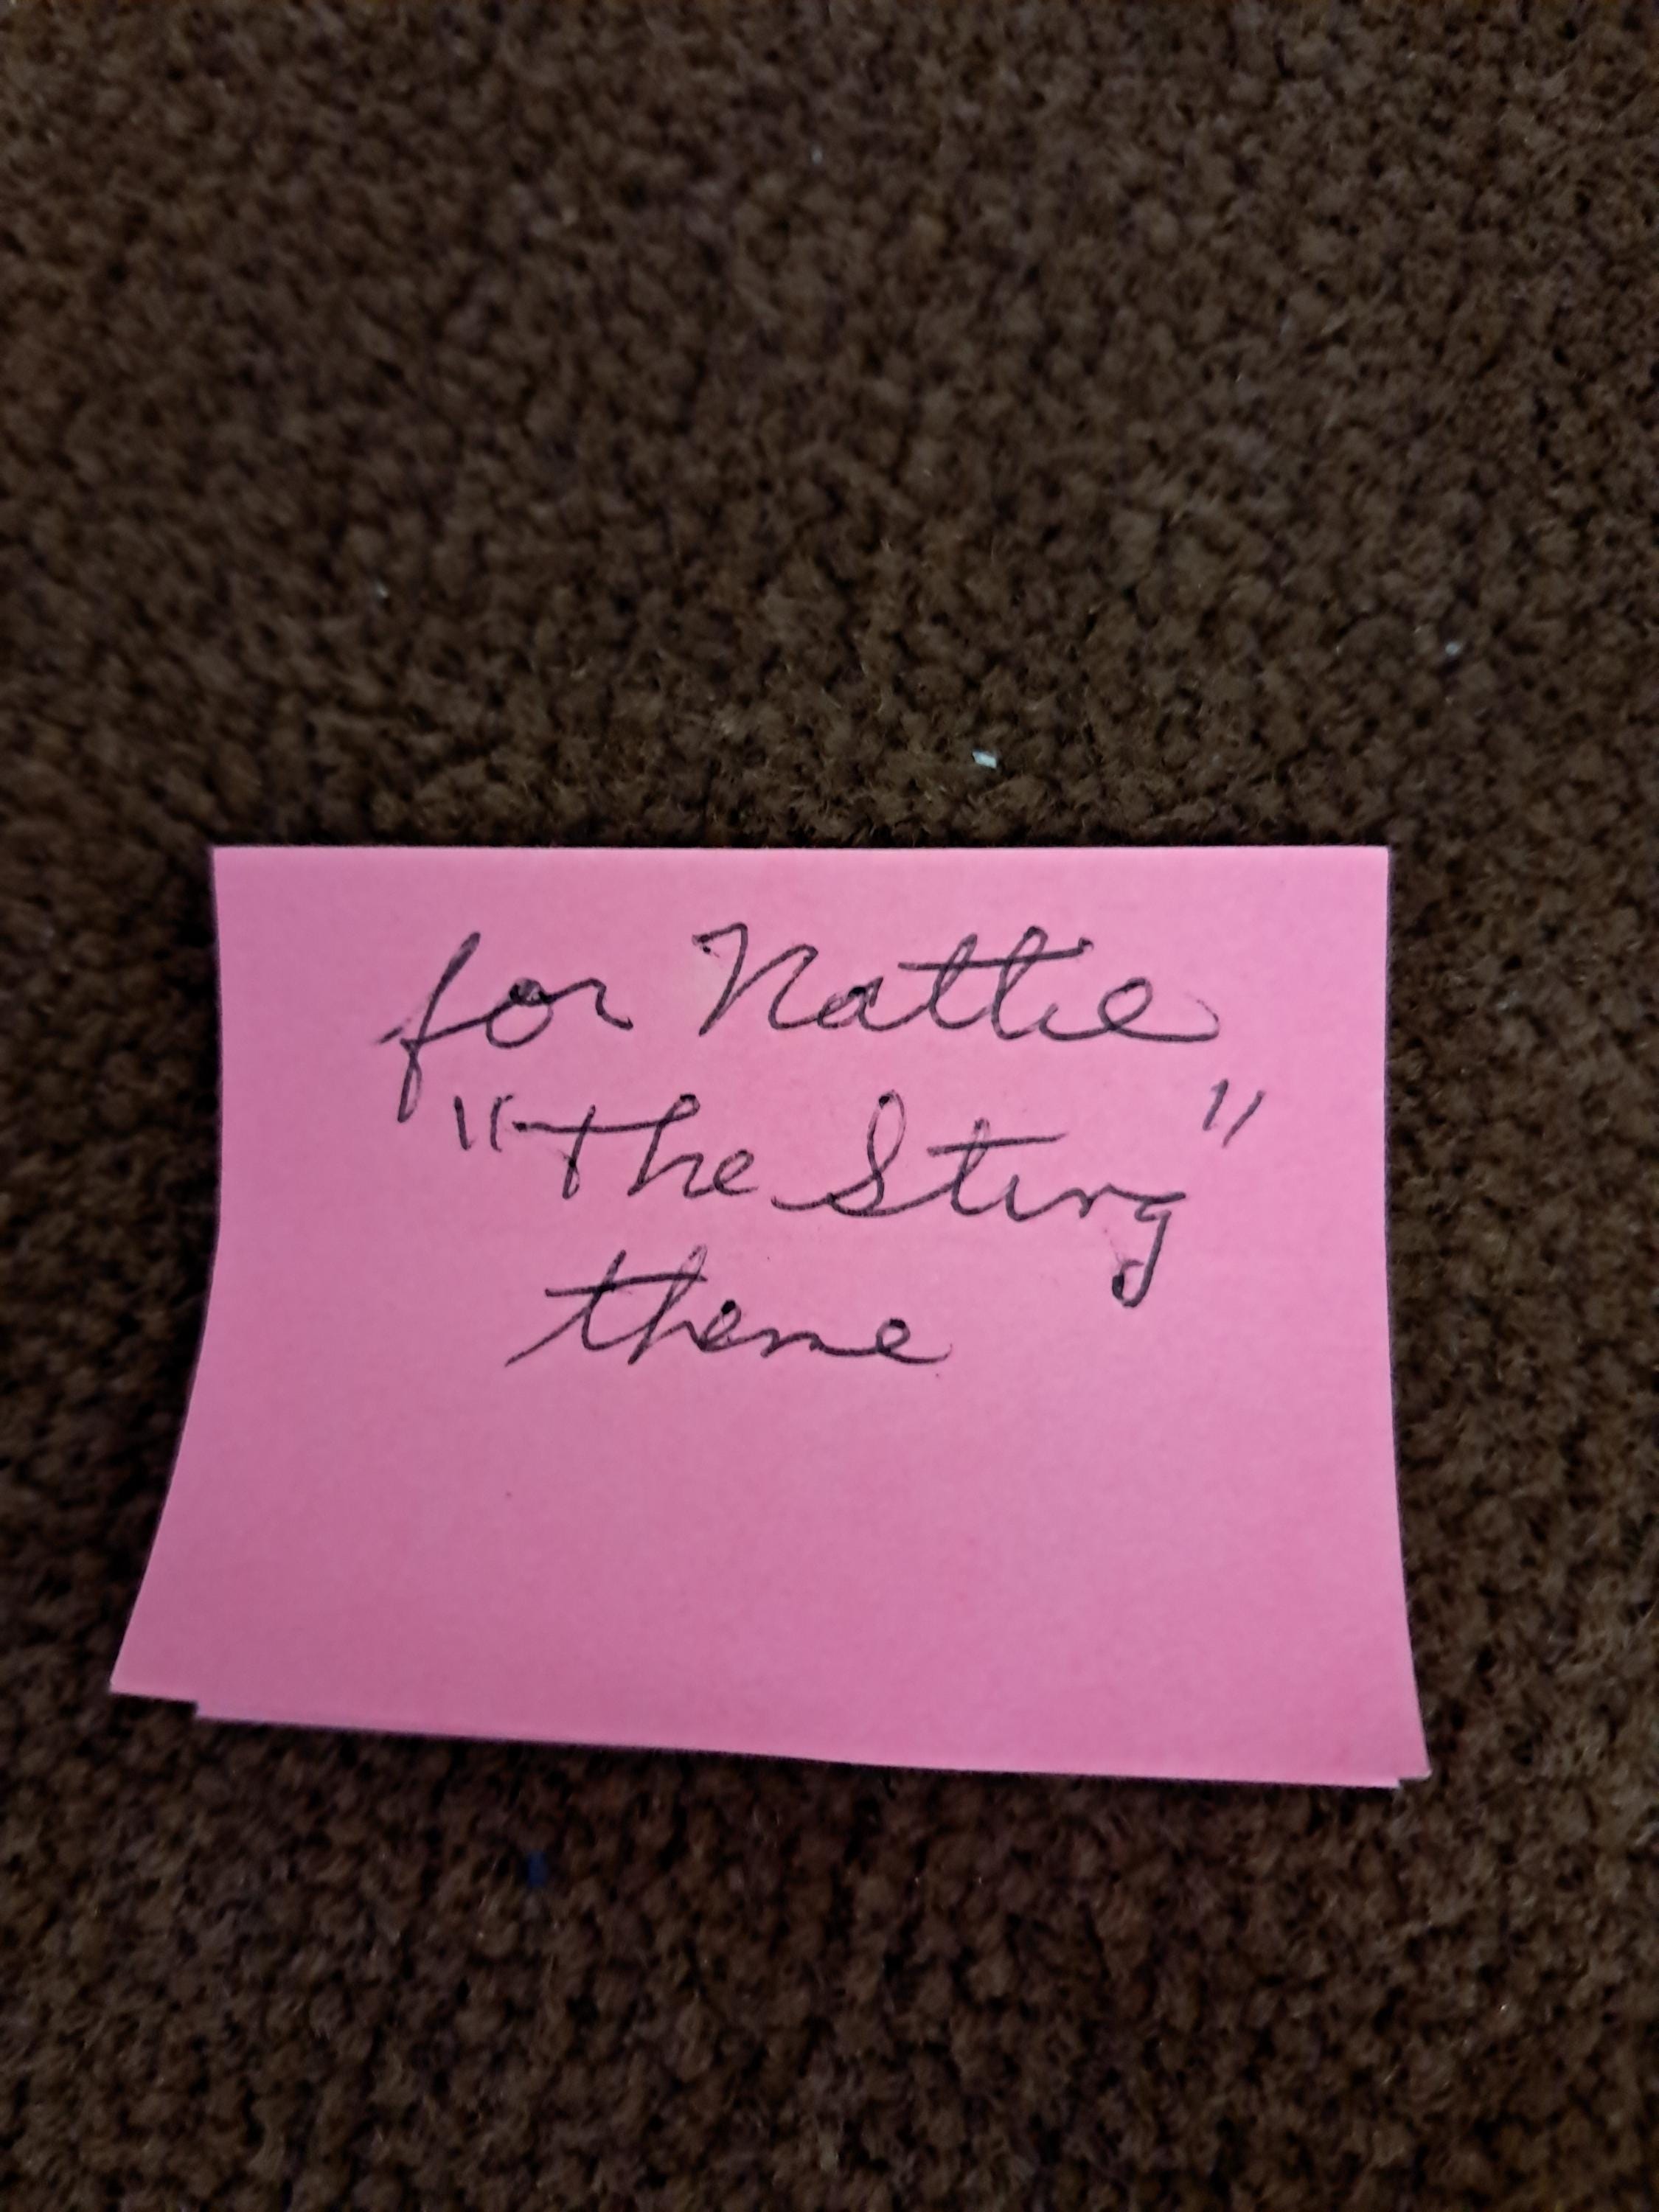 for Nattie
"The Sting"
theme